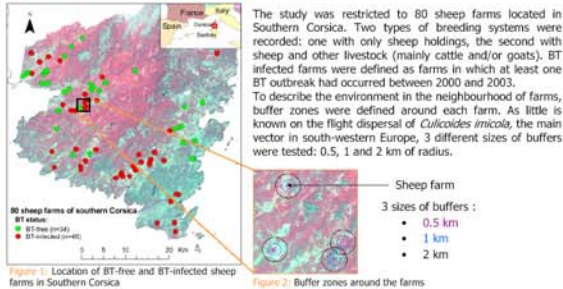 France
Italy
Spain
Corsica
Sardinia
The study was restricted to 80 sheep farms located in
Southern Corsica. Two types of breeding systems were
recorded: one with only sheep holdings, the second with
sheep and other livestock (mainly cattle and/or goats). BT
infected farms were defined as farms in which at least one
BT outbreak had occurred between 2000 and 2003.
To describe the environment in the neighbourhood of farms,
buffer zones were defined around each farm. As little is
known on the flight dispersal of Culicoides imicola, the main
vector in south-western Europe, 3 different sizes of buffers
were tested: 0.5, 1 and 2 km of radius.
80 sheep farms of southern Corsica
BT status:
BT-free (n=34)
BT-infected (n=46)
0 5 10 20 Km
Figure 1: Location of BT-free and BT-infected sheep
farms in Southern Corsica
Sheep farm
3 sizes of buffers :
• 0.5 km
• 1 km
• 2 km
Figure 2: Buffer zones around the farms